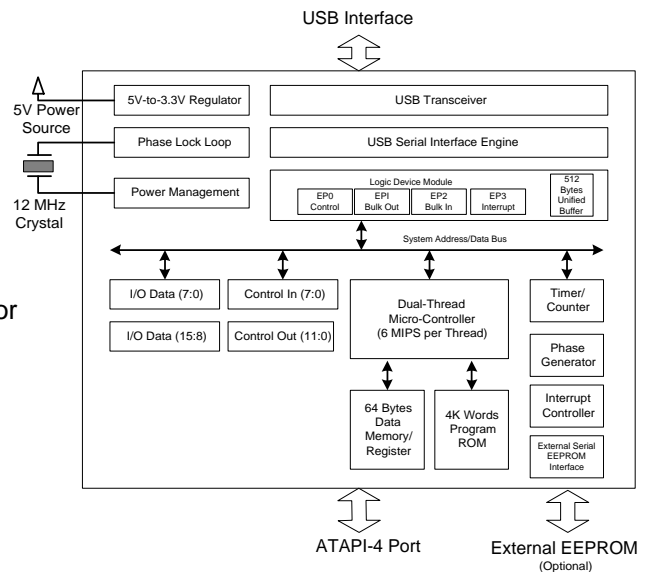 USB Interface
5V Power
Source
12 MHz
Crystal
or
5V-to-3.3V Regulator
Phase Lock Loop
Power Management
USB Transceiver
USB Serial Interface Engine
Logic Device Module
EP0
Control
EP1
Bulk Out
EP2
Bulk In
EP3
Interrupt
512
Bytes
Unified
Buffer
System Address/Data Bus
I/O Data (7:0)
Control In (7:0)
I/O Data (15:8)
Control Out (11:0)
Dual-Thread
Micro-Controller
(6 MIPS per Thread)
64 Bytes
Data
Memory/
Register
4K Words
Program
ROM
Timer/
Counter
Phase
Generator
Interrupt
Controller
External Serial
EEPROM
Interface
ATAPI-4 Port
External EEPROM
(Optional)